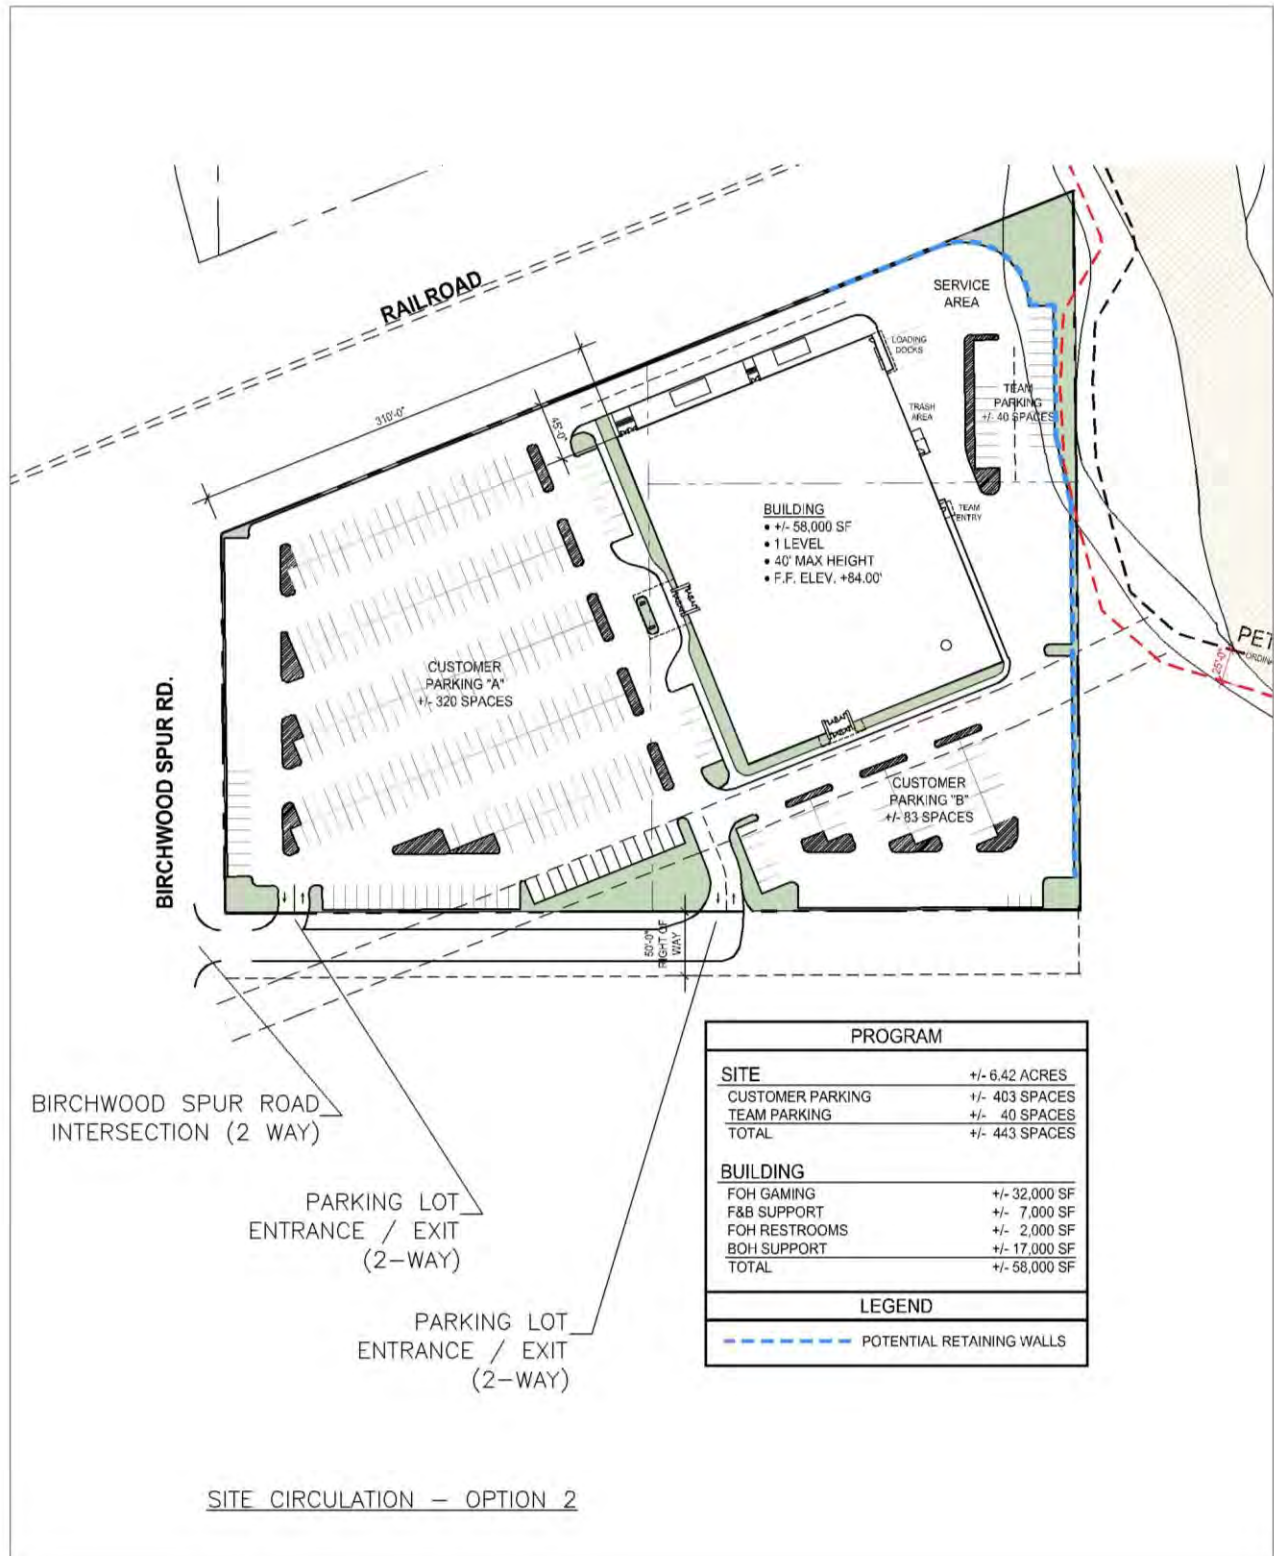 RAILROAD
310'-0"
45'-0"
SERVICE
AREA
LOADING
DOCKS
TEAM
PARKING
+/- 40 SPACES
TRASH
AREA
TEAM
ENTRY
BUILDING
• +/- 58,000 SF
• 1 LEVEL
• 40' MAX HEIGHT
• F.F. ELEV. +84.00'
PET
ORDINA
25'-0"
CUSTOMER
PARKING "A"
+/- 320 SPACES
BIRCHWOOD SPUR RD.
CUSTOMER
PARKING "B"
+/- 83 SPACES
50'-0"
RIGHT OF
WAY
BIRCHWOOD SPUR ROAD
INTERSECTION (2 WAY)
PARKING LOT
ENTRANCE / EXIT
(2-WAY)
PARKING LOT
ENTRANCE / EXIT
(2-WAY)
PROGRAM
SITE +/- 6.42 ACRES
CUSTOMER PARKING +/- 403 SPACES
TEAM PARKING +/- 40 SPACES
TOTAL +/- 443 SPACES
BUILDING
FOH GAMING +/- 32,000 SF
F&B SUPPORT +/- 7,000 SF
FOH RESTROOMS +/- 2,000 SF
BOH SUPPORT +/- 17,000 SF
TOTAL +/- 58,000 SF
LEGEND
POTENTIAL RETAINING WALLS
SITE CIRCULATION - OPTION 2